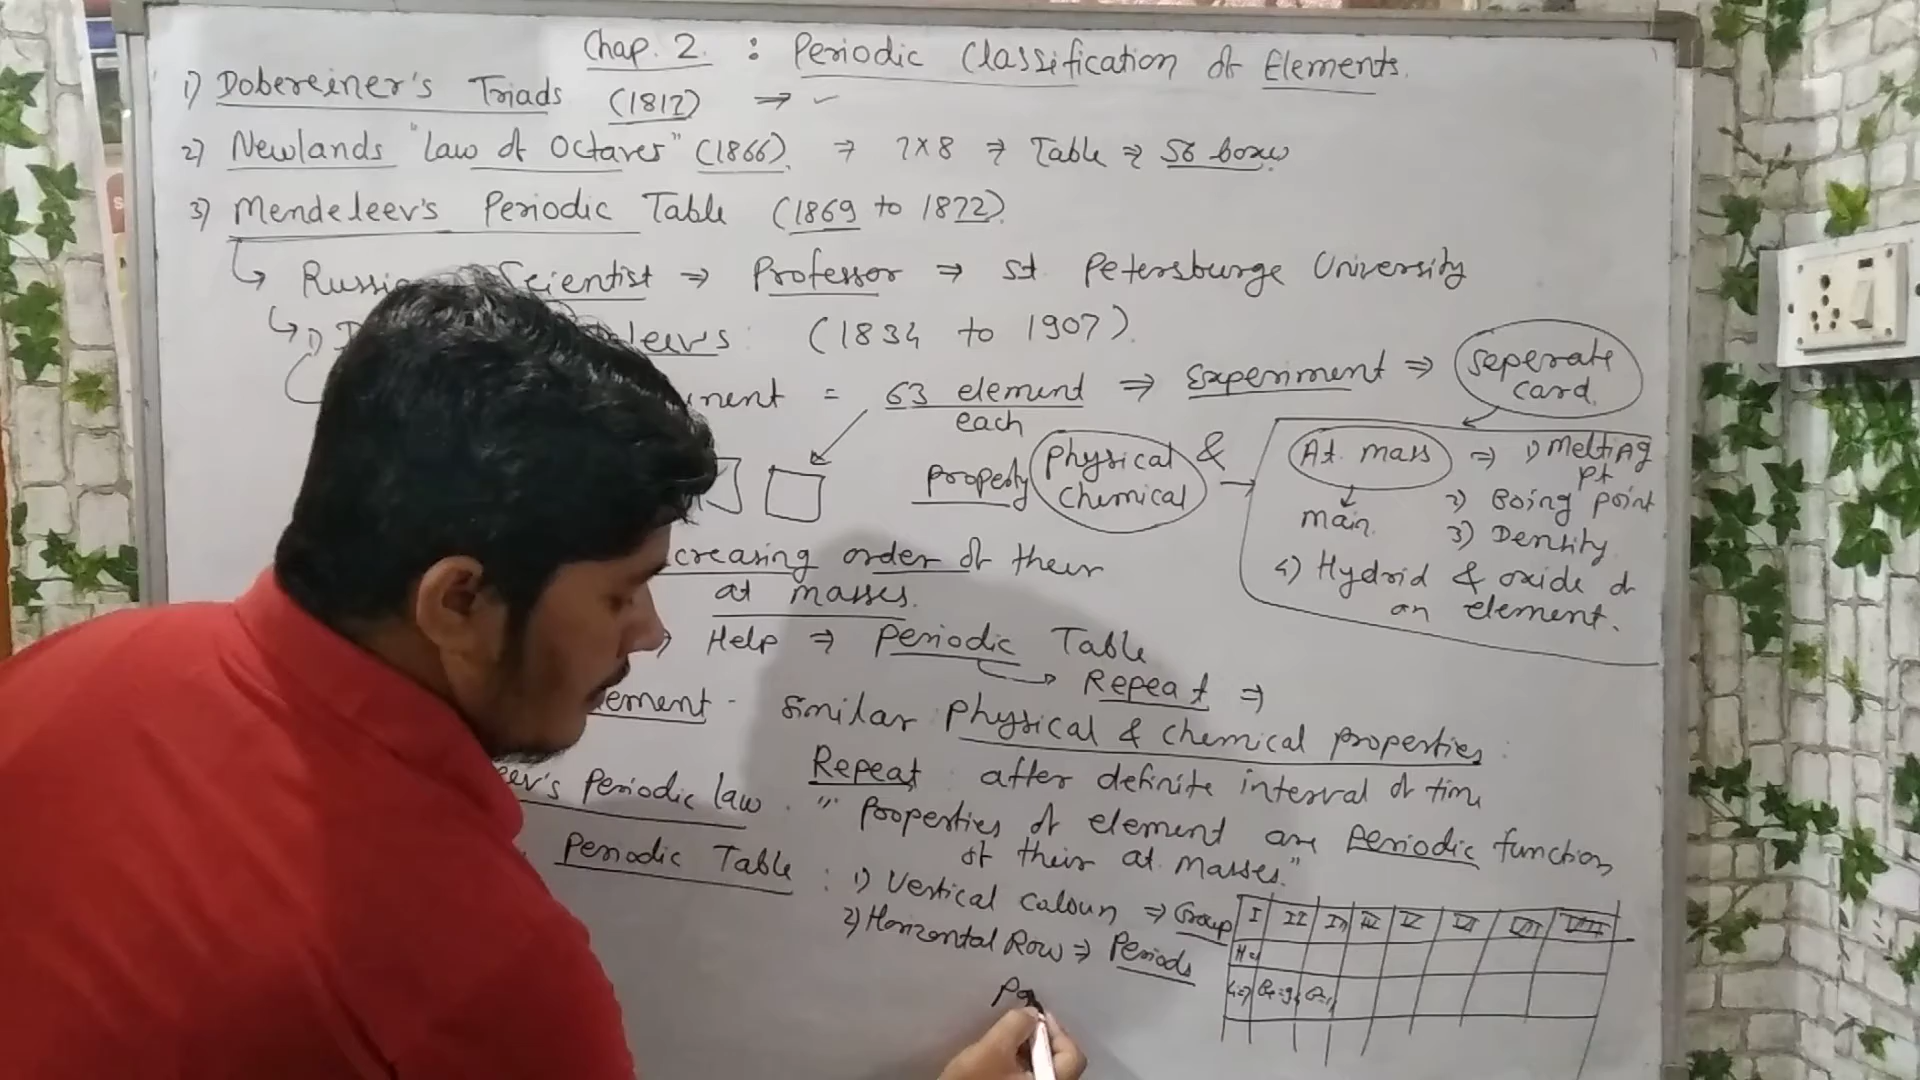 Chap. 2. : Periodic Classification of Elements.
1) Dobereiner's Triads (1817) → ✓
2) Newlands "Law of Octaves" (1866). ⇒ 7×8 ⇒ Table ⇒ 56 boxes.
3) Mendeleev's Periodic Table (1869 to 1872).
↳ Scientist ⇒ Professor ⇒ St Petersburge University
↳ 1) leev's : (1834 to 1907).
= 63 element ⇒ Experiment ⇒ Seperate card.
each
property physical & chemical →
At. mass ⇒ 1) Melting pt
↓ main. 2) Boing point
3) Density
4) Hydrid & oxide of an element.
creasing order of their
at masses.
⇒ Help ⇒ Periodic Table
→ Repeat ⇒
ement - similar physical & chemical properties :
Repeat : after definite interval of time
eev's Periodic law . "Properties of element are periodic function
of their at. masses."
Periodic Table : 1) Vertical caloun ⇒ Group
2) Horizontal Row ⇒ Periods
I II III IV V VI VII VIII